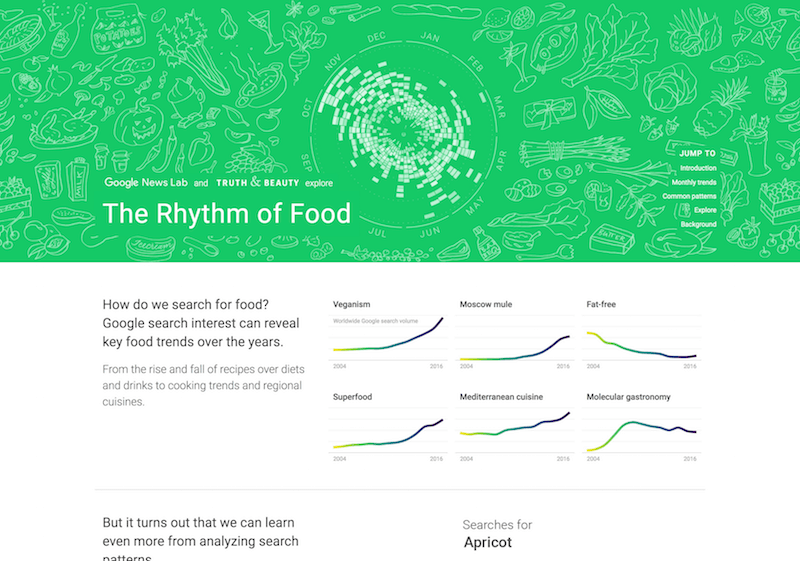 DEC
JAN
NOV
FEB
OCT
MAR
SEP
APR
MAY
JUL
JUN
POTATOES
BUTTER
Google News Lab and TRUTH & BEAUTY explore
The Rhythm of Food
JUMP TO
Introduction
Monthly trends
Common patterns
Explore
Background
How do we search for food?
Google search interest can reveal
key food trends over the years.
From the rise and fall of recipes over diets
and drinks to cooking trends and regional
cuisines.
Veganism
Worldwide Google search volume
2004
2016
Moscow mule
2004
2016
Fat-free
2004
2016
Superfood
2004
2016
Mediterranean cuisine
2004
2016
Molecular gastronomy
2004
2016
But it turns out that we can learn
even more from analyzing search
patterns
Searches for
Apricot